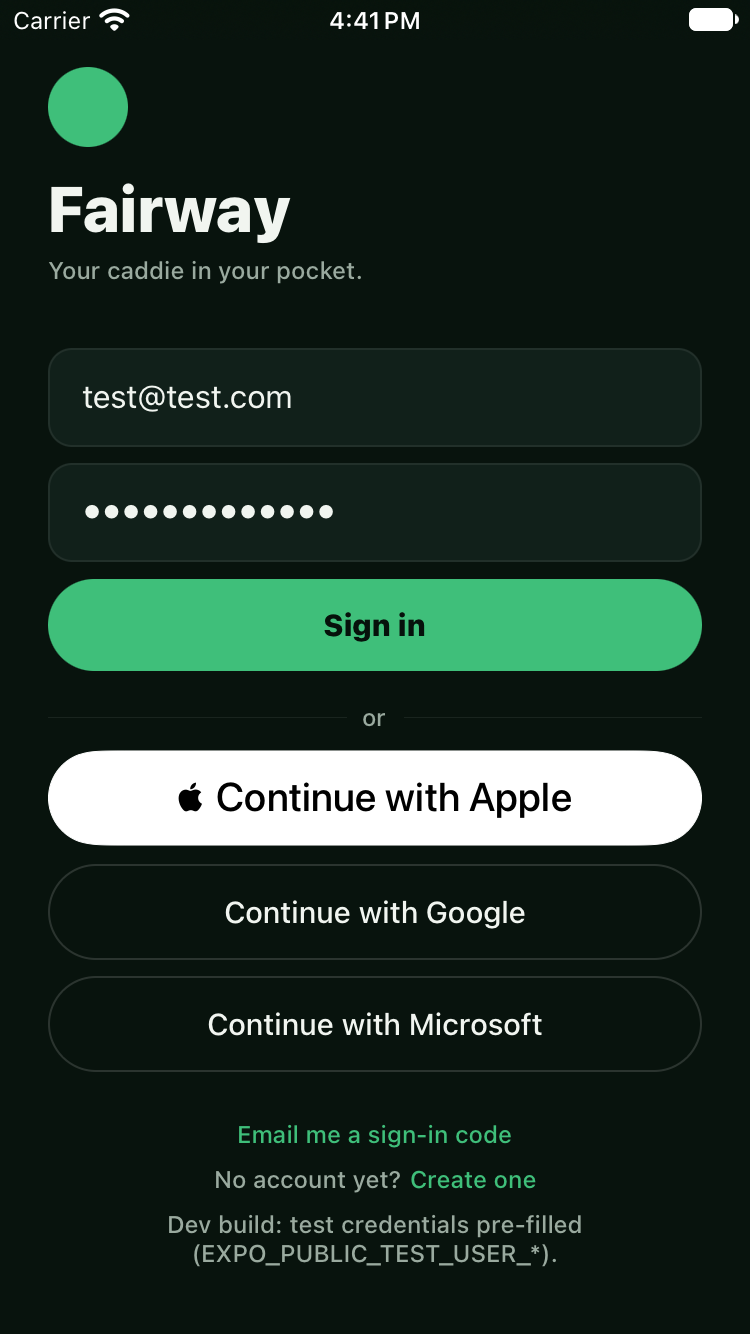 Carrier 4:41 PM
Fairway
Your caddie in your pocket.
test@test.com
•••••••••••••
Sign in
or
Continue with Apple
Continue with Google
Continue with Microsoft
Email me a sign-in code
No account yet? Create one
Dev build: test credentials pre-filled
(EXPO_PUBLIC_TEST_USER_*).